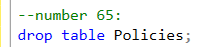 --number 65:
drop table Policies;